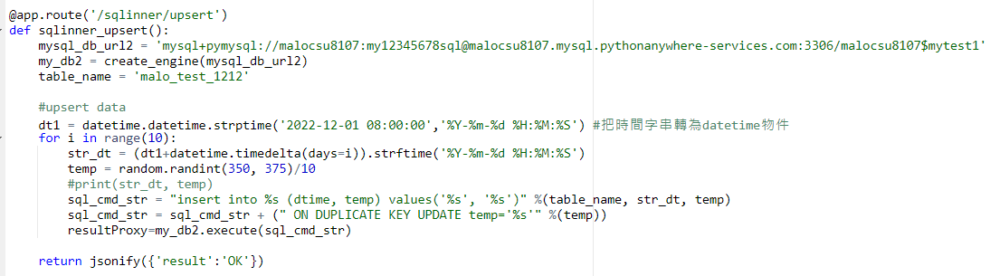 @app.route('/sqlinner/upsert')
def sqlinner_upsert():
    mysql_db_url2 = 'mysql+pymysql://malocsu8107:my12345678sql@malocsu8107.mysql.pythonanywhere-services.com:3306/malocsu8107$mytest1'
    my_db2 = create_engine(mysql_db_url2)
    table_name = 'malo_test_1212'

    #upsert data
    dt1 = datetime.datetime.strptime('2022-12-01 08:00:00','%Y-%m-%d %H:%M:%S') #把時間字串轉為datetime物件
    for i in range(10):
        str_dt = (dt1+datetime.timedelta(days=i)).strftime('%Y-%m-%d %H:%M:%S')
        temp = random.randint(350, 375)/10
        #print(str_dt, temp)
        sql_cmd_str = "insert into %s (dtime, temp) values('%s', '%s')" %(table_name, str_dt, temp)
        sql_cmd_str = sql_cmd_str + (" ON DUPLICATE KEY UPDATE temp='%s'" %(temp))
        resultProxy=my_db2.execute(sql_cmd_str)

    return jsonify({'result':'OK'})